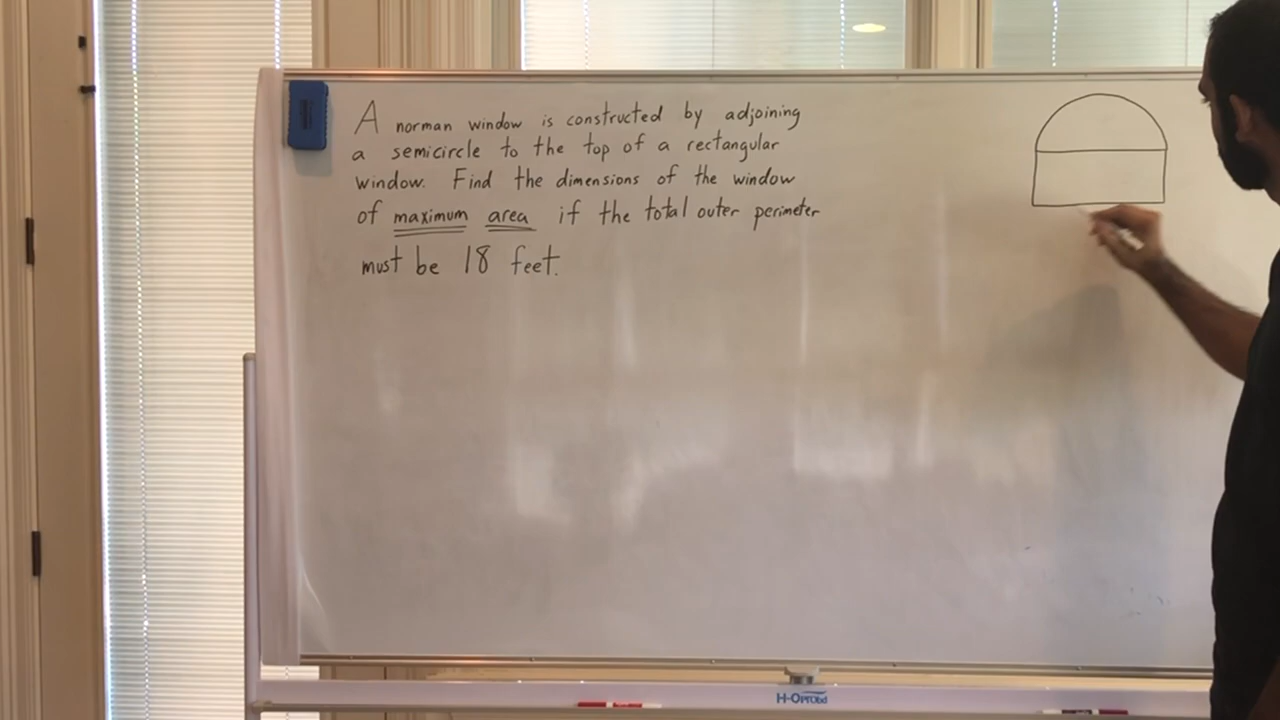 A norman window is constructed by adjoining
a semicircle to the top of a rectangular
window. Find the dimensions of the window
of maximum area if the total outer perimeter
must be 18 feet.